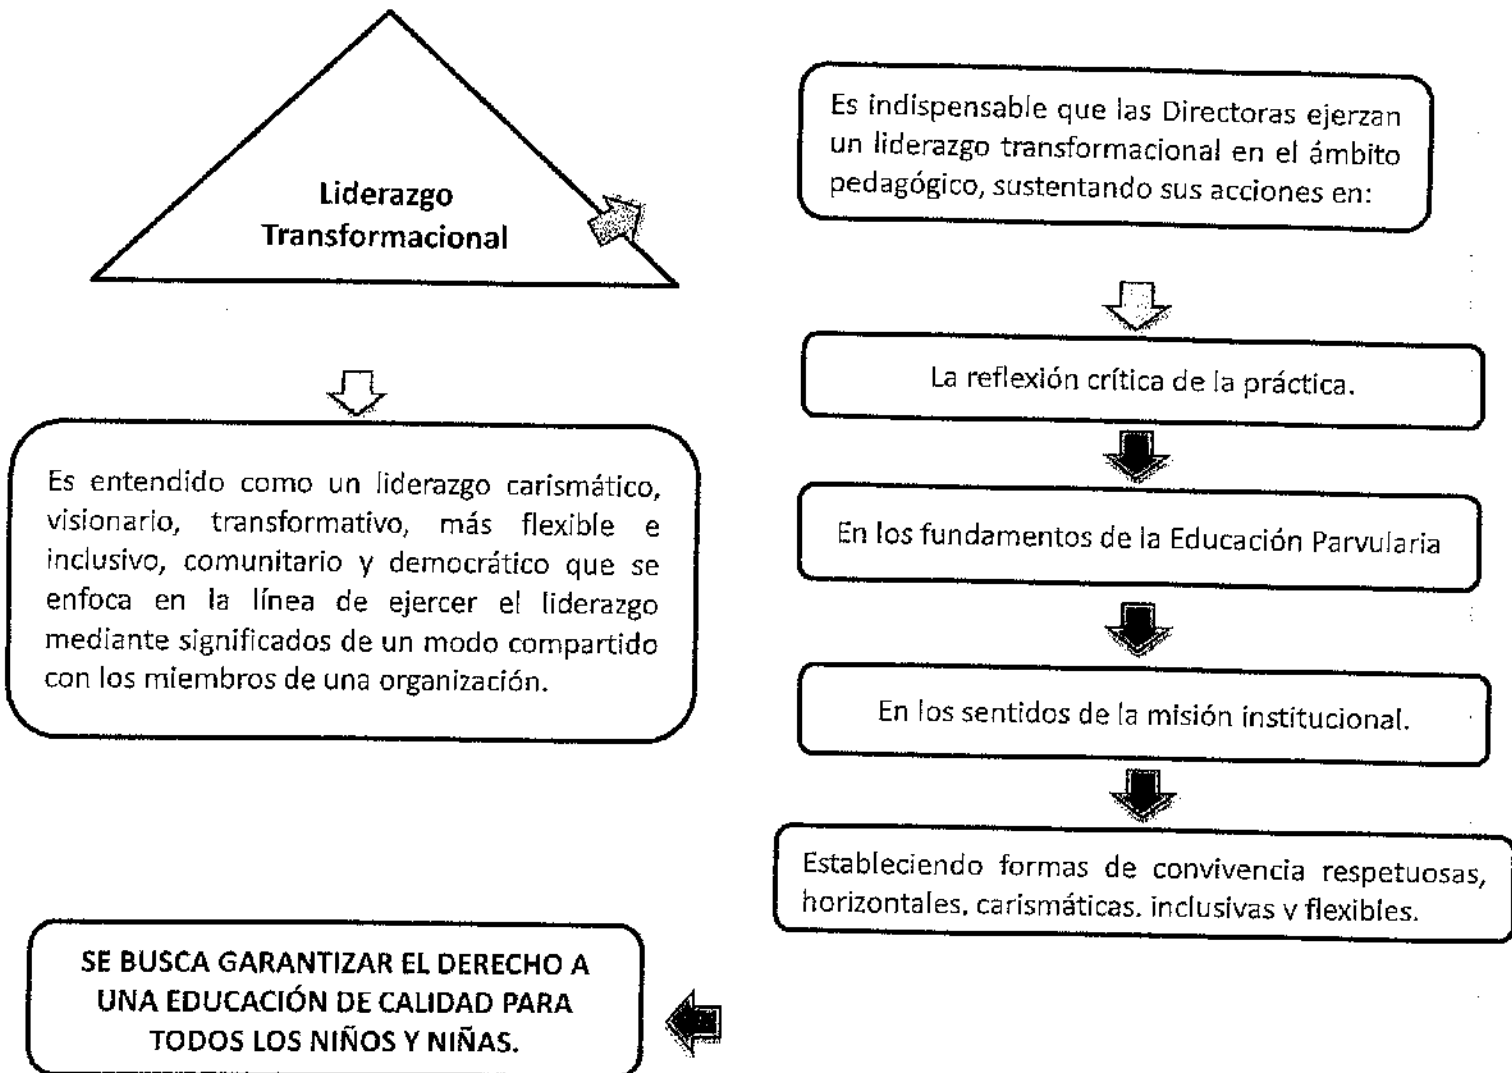 Liderazgo
Transformacional
Es entendido como un liderazgo carismático,
visionario, transformativo, más flexible e
inclusivo, comunitario y democrático que se
enfoca en la línea de ejercer el liderazgo
mediante significados de un modo compartido
con los miembros de una organización.
Es indispensable que las Directoras ejerzan
un liderazgo transformacional en el ámbito
pedagógico, sustentando sus acciones en:
La reflexión crítica de la práctica.
En los fundamentos de la Educación Parvularia
En los sentidos de la misión institucional.
Estableciendo formas de convivencia respetuosas,
horizontales, carismáticas, inclusivas y flexibles.
SE BUSCA GARANTIZAR EL DERECHO A
UNA EDUCACIÓN DE CALIDAD PARA
TODOS LOS NIÑOS Y NIÑAS.